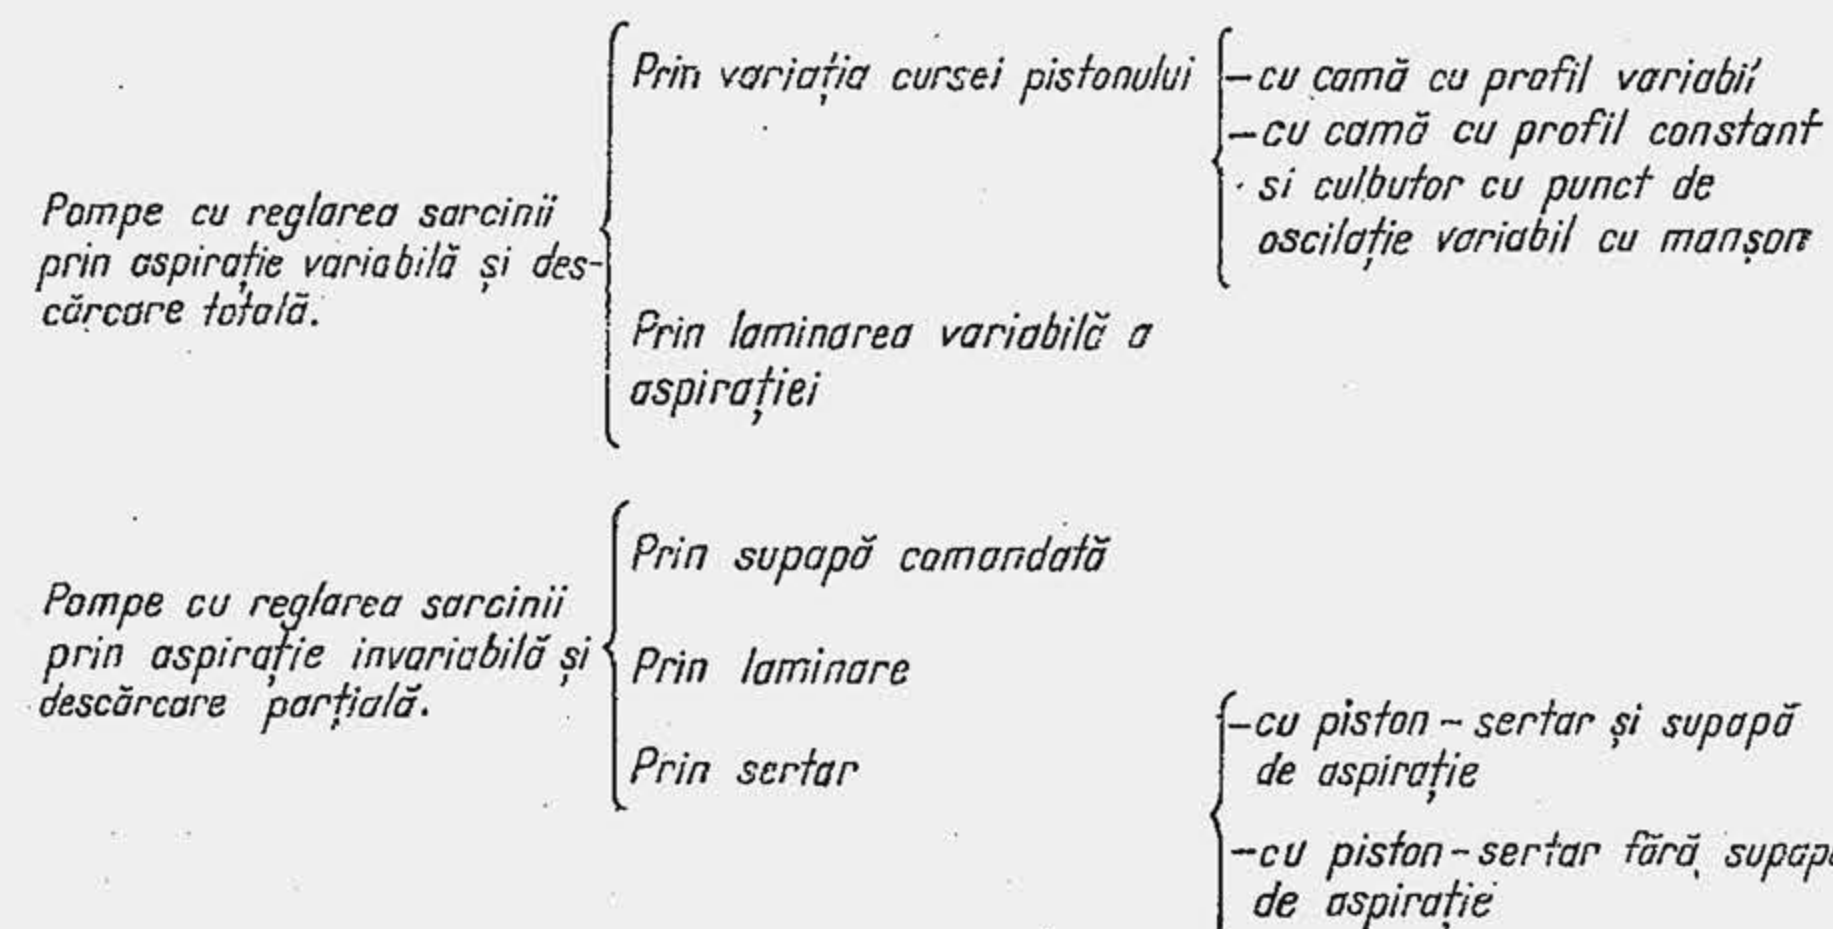 Pompe cu reglarea sarcinii
prin aspirație variabilă și des-
cărcare totală.
Prin variația cursei pistonului
-cu camă cu profil variabil
-cu camă cu profil constant
si culbutor cu punct de
oscilație variabil cu manșon
Prin laminarea variabilă a
aspirației
Pompe cu reglarea sarcinii
prin aspirație invariabilă și
descărcare parțială.
Prin supapă comandată
Prin laminare
Prin sertar
-cu piston-sertar și supapă
de aspirație
-cu piston-sertar fără supapă
de aspirație